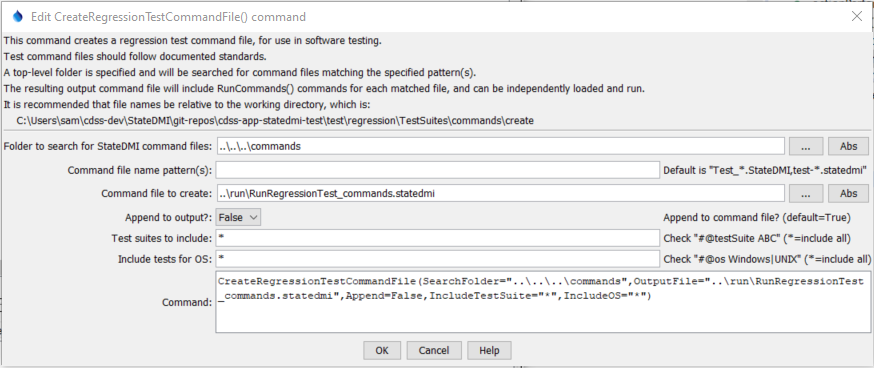 Edit CreateRegressionTestCommandFile() command
This command creates a regression test command file, for use in software testing.
Test command files should follow documented standards.
A top-level folder is specified and will be searched for command files matching the specified pattern(s).
The resulting output command file will include RunCommands() commands for each matched file, and can be independently loaded and run.
It is recommended that file names be relative to the working directory, which is:
C:\Users\sam\cdss-dev\StateDMI\git-repos\cdss-app-statedmi-test\test\regression\TestSuites\commands\create
Folder to search for StateDMI command files: ..\..\..\commands ... Abs
Command file name pattern(s): Default is "Test_*.StateDMI,test-*.statedmi"
Command file to create: ..\run\RunRegressionTest_commands.statedmi ... Abs
Append to output?: False Append to command file? (default=True)
Test suites to include: * Check "#@testSuite ABC" (*=include all)
Include tests for OS: * Check "#@os Windows|UNIX" (*=include all)
CreateRegressionTestCommandFile(SearchFolder="..\..\..\commands",OutputFile="..\run\RunRegressionTest
Command: _commands.statedmi",Append=False,IncludeTestSuite="*",IncludeOS="*")
OK Cancel Help